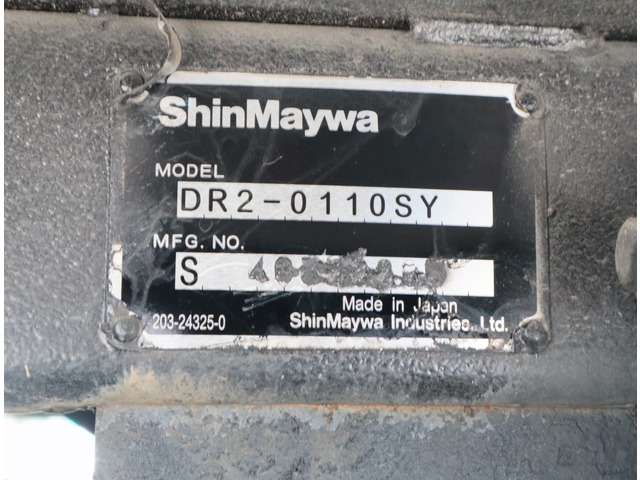 ShinMaywa
MODEL
DR2-0110SY
MFG. NO.
S
Made in Japan
203-24325-0 ShinMaywa Industries, Ltd.